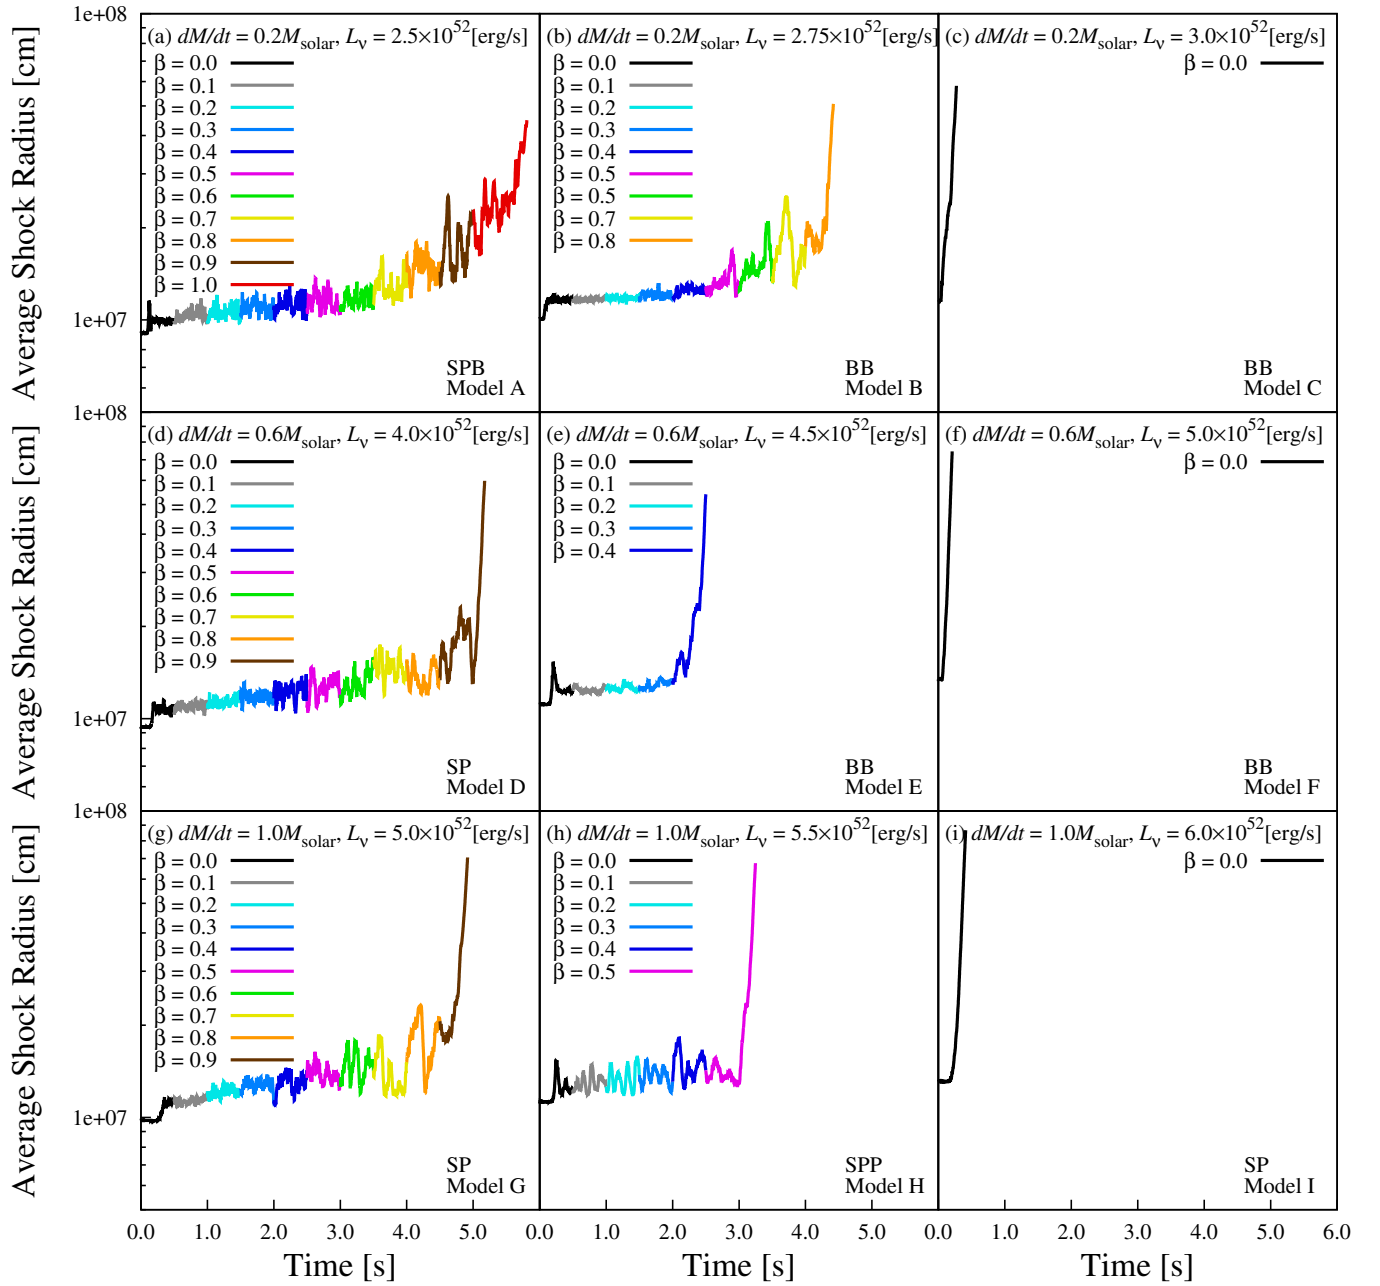 Average Shock Radius [cm]
1e+08
1e+07
(a) dM/dt = 0.2M_solar, L_ν = 2.5×10^52[erg/s]
β = 0.0
β = 0.1
β = 0.2
β = 0.3
β = 0.4
β = 0.5
β = 0.6
β = 0.7
β = 0.8
β = 0.9
β = 1.0
SPB
Model A
(b) dM/dt = 0.2M_solar, L_ν = 2.75×10^52[erg/s]
β = 0.0
β = 0.1
β = 0.2
β = 0.3
β = 0.4
β = 0.5
β = 0.5
β = 0.7
β = 0.8
BB
Model B
(c) dM/dt = 0.2M_solar, L_ν = 3.0×10^52[erg/s]
β = 0.0
BB
Model C
Average Shock Radius [cm]
1e+08
1e+07
(d) dM/dt = 0.6M_solar, L_ν = 4.0×10^52[erg/s]
β = 0.0
β = 0.1
β = 0.2
β = 0.3
β = 0.4
β = 0.5
β = 0.6
β = 0.7
β = 0.8
β = 0.9
SP
Model D
(e) dM/dt = 0.6M_solar, L_ν = 4.5×10^52[erg/s]
β = 0.0
β = 0.1
β = 0.2
β = 0.3
β = 0.4
BB
Model E
(f) dM/dt = 0.6M_solar, L_ν = 5.0×10^52[erg/s]
β = 0.0
BB
Model F
Average Shock Radius [cm]
1e+08
1e+07
(g) dM/dt = 1.0M_solar, L_ν = 5.0×10^52[erg/s]
β = 0.0
β = 0.1
β = 0.2
β = 0.3
β = 0.4
β = 0.5
β = 0.6
β = 0.7
β = 0.8
β = 0.9
SP
Model G
(h) dM/dt = 1.0M_solar, L_ν = 5.5×10^52[erg/s]
β = 0.0
β = 0.1
β = 0.2
β = 0.3
β = 0.4
β = 0.5
SPP
Model H
(i) dM/dt = 1.0M_solar, L_ν = 6.0×10^52[erg/s]
β = 0.0
SP
Model I
0.0 1.0 2.0 3.0 4.0 5.0 0.0 1.0 2.0 3.0 4.0 5.0 0.0 1.0 2.0 3.0 4.0 5.0 6.0
Time [s] Time [s] Time [s]